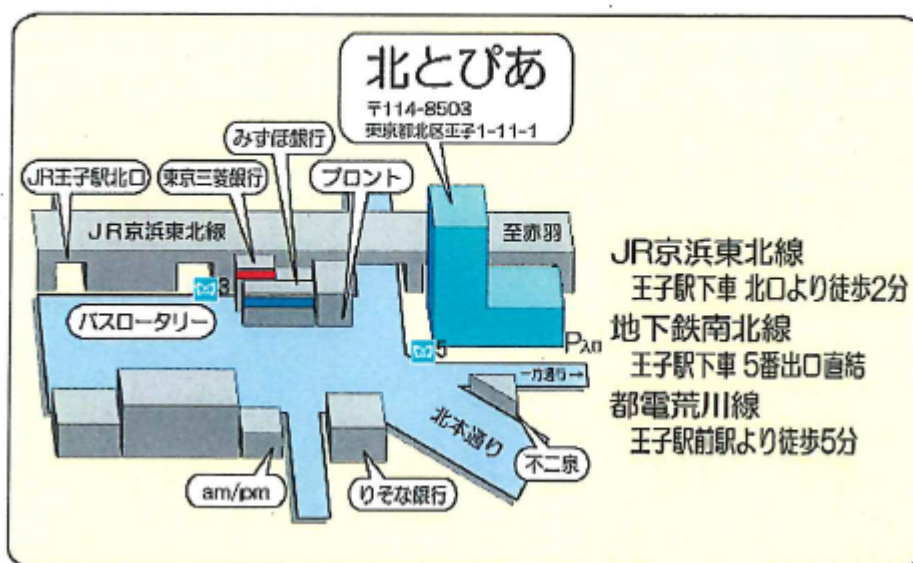 北とぴあ
〒114-8503
東京都北区王子1-11-1
みずほ銀行
JR王子駅北口
東京三菱銀行
プロント
JR京浜東北線
至赤羽
3
バスロータリー
5
P入口
一方通行→
北本通り
不二泉
am/pm
りそな銀行
JR京浜東北線
王子駅下車 北口より徒歩2分
地下鉄南北線
王子駅下車 5番出口直結
都電荒川線
王子駅前駅より徒歩5分